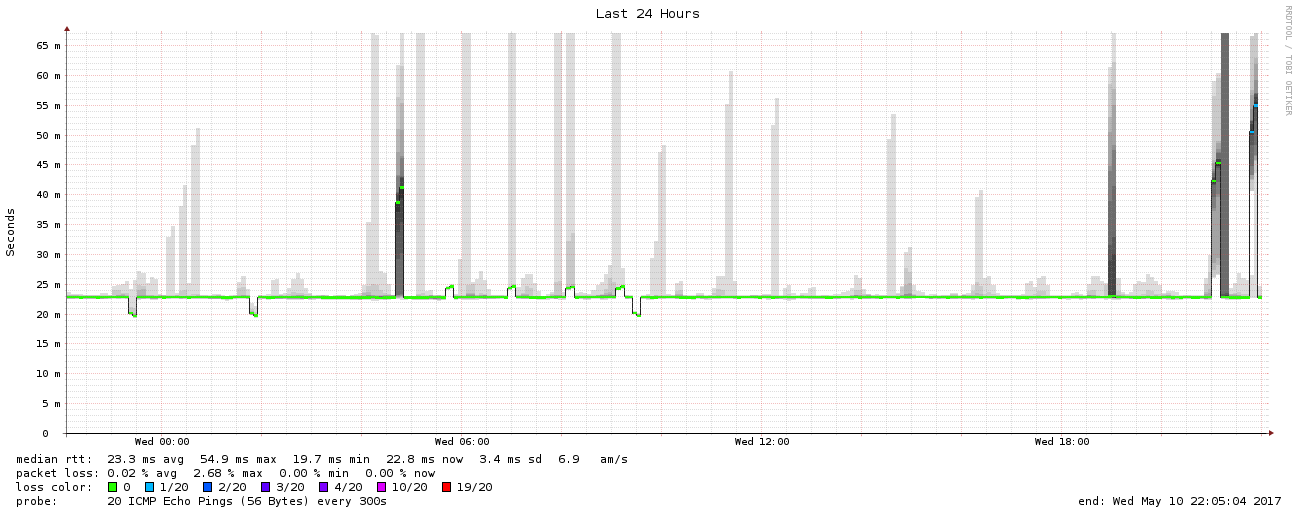 Last 24 Hours
RRDTOOL / TOBI OETIKER
Seconds
65 m
60 m
55 m
50 m
45 m
40 m
35 m
30 m
25 m
20 m
15 m
10 m
5 m
0
Wed 00:00 Wed 06:00 Wed 12:00 Wed 18:00
median rtt: 23.3 ms avg 54.9 ms max 19.7 ms min 22.8 ms now 3.4 ms sd 6.9 am/s
packet loss: 0.02 % avg 2.68 % max 0.00 % min 0.00 % now
loss color: 0 1/20 2/20 3/20 4/20 10/20 19/20
probe: 20 ICMP Echo Pings (56 Bytes) every 300s end: Wed May 10 22:05:04 2017